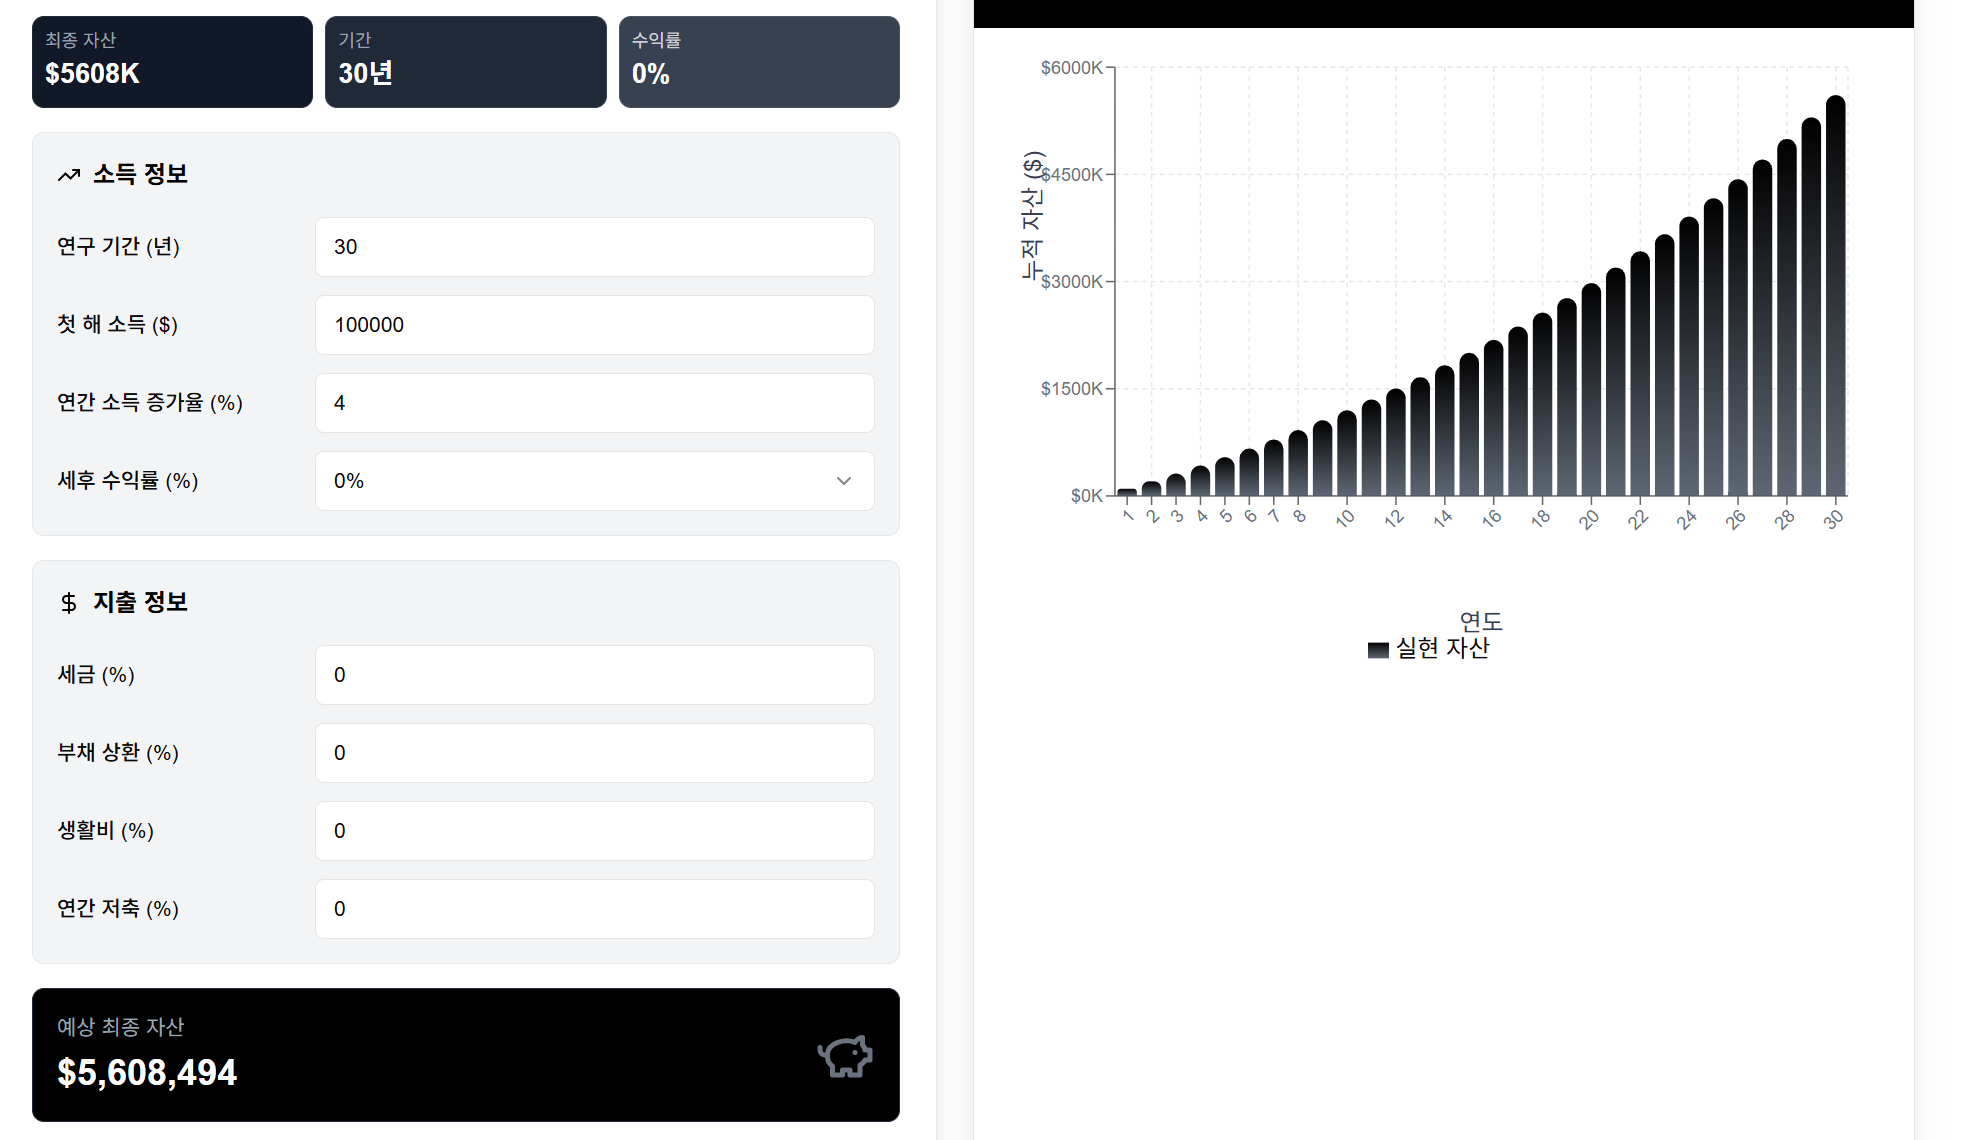 최종 자산
$5608K
기간
30년
수익률
0%
소득 정보
연구 기간 (년)
30
첫 해 소득 ($)
100000
연간 소득 증가율 (%)
4
세후 수익률 (%)
0%
지출 정보
세금 (%)
0
부채 상환 (%)
0
생활비 (%)
0
연간 저축 (%)
0
예상 최종 자산
$5,608,494
누적 자산 ($)
$6000K
$4500K
$3000K
$1500K
$0K
1 2 3 4 5 6 7 8 10 12 14 16 18 20 22 24 26 28 30
연도
실현 자산